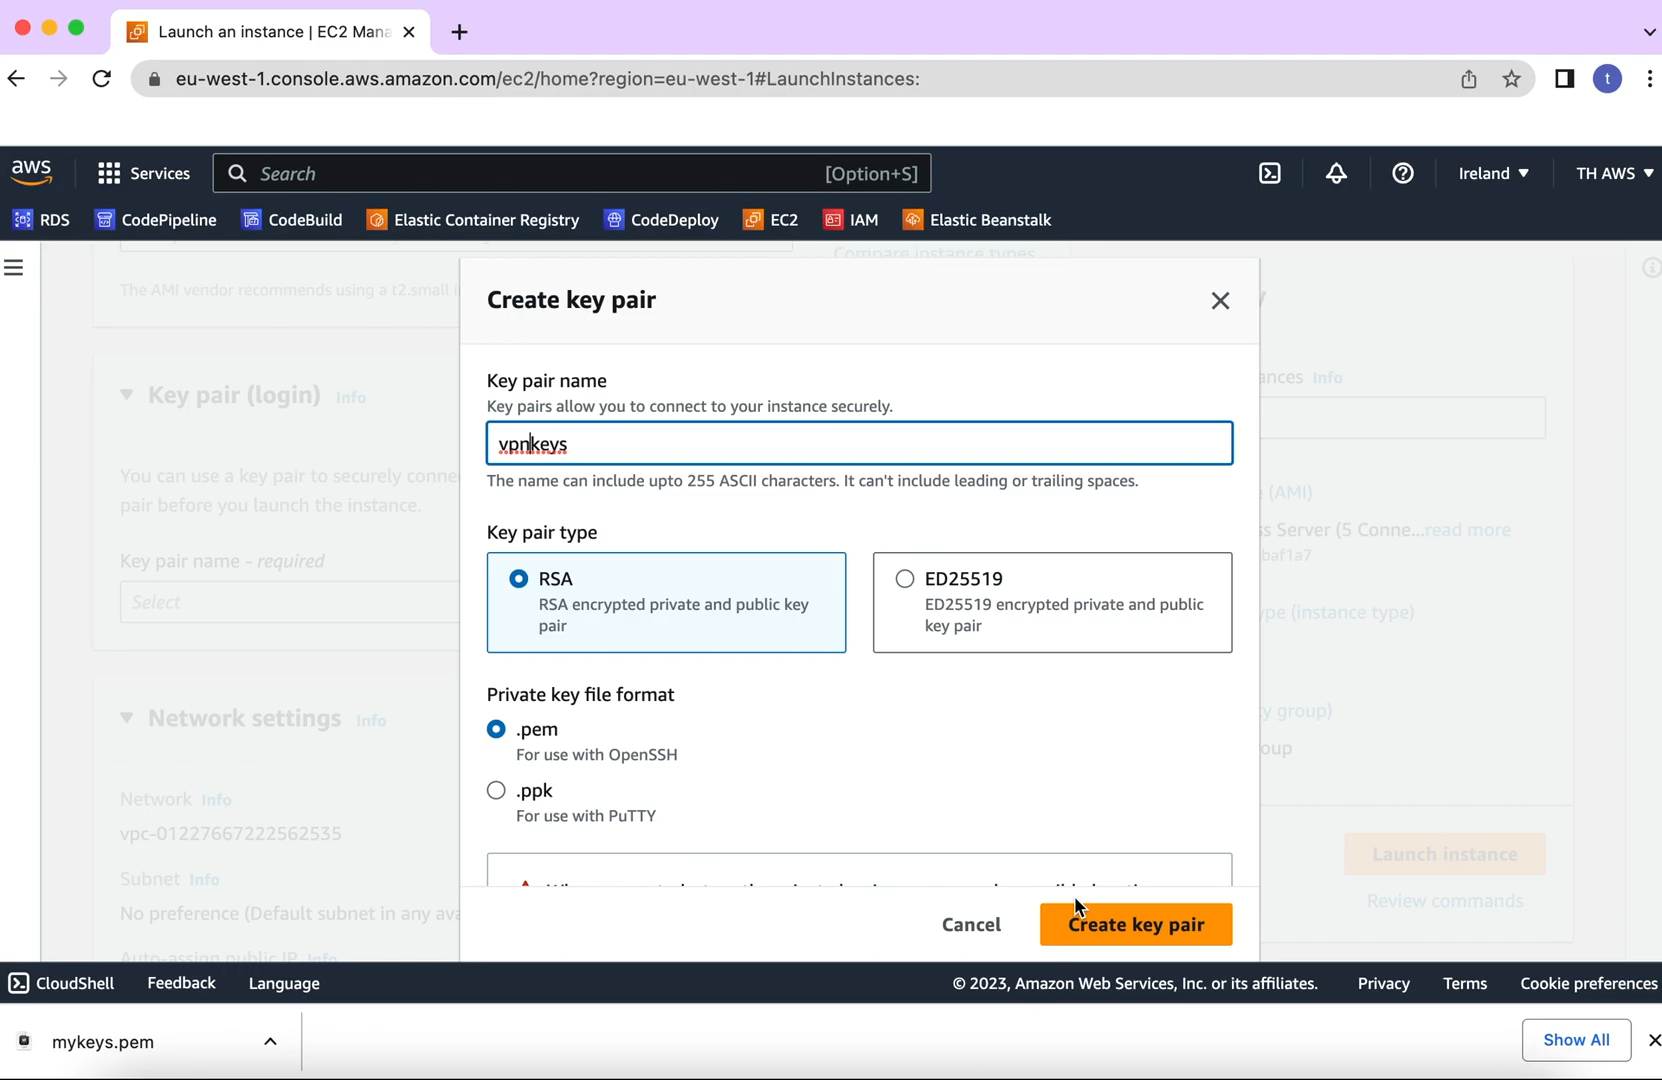 Launch an instance | EC2 Mana
eu-west-1.console.aws.amazon.com/ec2/home?region=eu-west-1#LaunchInstances:
t
aws
Services
Search
[Option+S]
Ireland
TH AWS
RDS
CodePipeline
CodeBuild
Elastic Container Registry
CodeDeploy
EC2
IAM
Elastic Beanstalk
Compare instance types
The AMI vendor recommends using a t2.small
Create key pair
Key pair (login) Info
You can use a key pair to securely conne
pair before you launch the instance.
Key pair name - required
Select
Key pair name
Key pairs allow you to connect to your instance securely.
vpnkeys
The name can include upto 255 ASCII characters. It can't include leading or trailing spaces.
Key pair type
RSA
RSA encrypted private and public key
pair
ED25519
ED25519 encrypted private and public
key pair
Private key file format
.pem
For use with OpenSSH
.ppk
For use with PuTTY
Cancel
Create key pair
Network settings Info
Network Info
vpc-01227667222562535
Subnet Info
No preference (Default subnet in any ava
Auto-assign public IP Info
ances Info
(AMI)
ss Server (5 Conne...read more
baf1a7
ype (instance type)
y group)
oup
Launch instance
Review commands
CloudShell
Feedback
Language
© 2023, Amazon Web Services, Inc. or its affiliates.
Privacy
Terms
Cookie preferences
mykeys.pem
Show All